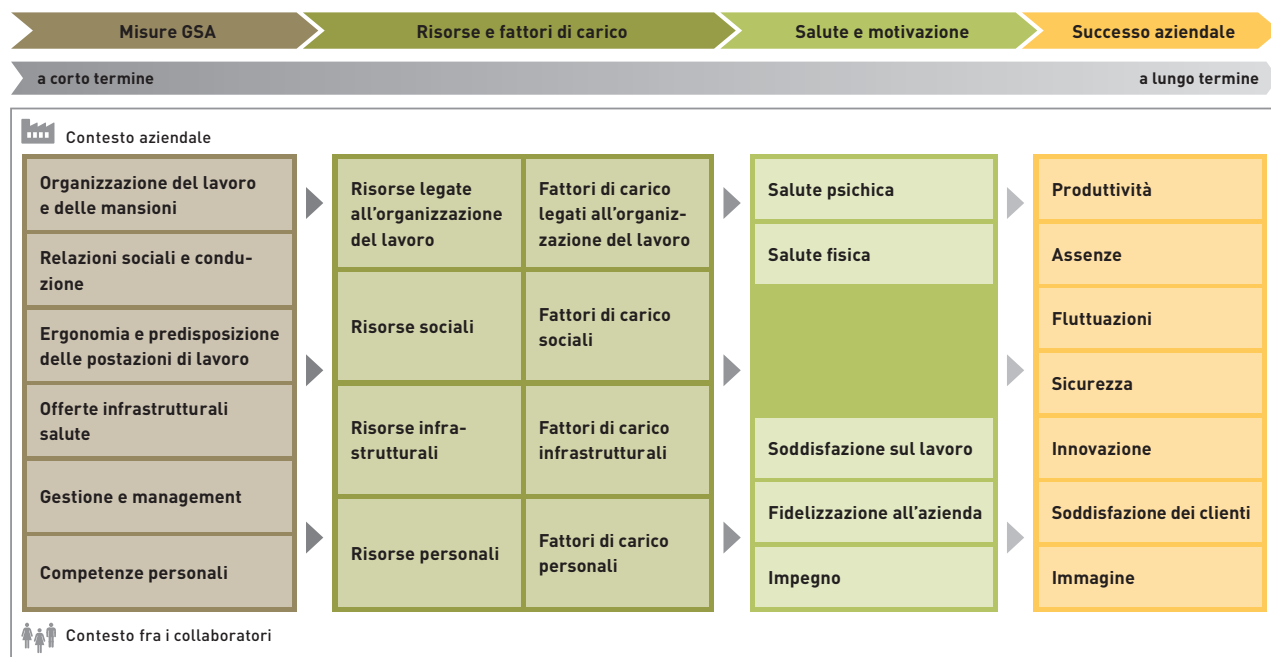 Misure GSA
Risorse e fattori di carico
Salute e motivazione
Successo aziendale
a corto termine
a lungo termine
Contesto aziendale
Organizzazione del lavoro
e delle mansioni
Relazioni sociali e condu-
zione
Ergonomia e predisposizione
delle postazioni di lavoro
Offerte infrastrutturali
salute
Gestione e management
Competenze personali
Risorse legate
all’organizzazione
del lavoro
Fattori di carico
legati all’organiz-
zazione del lavoro
Risorse sociali
Fattori di carico
sociali
Risorse infra-
strutturali
Fattori di carico
infrastrutturali
Risorse personali
Fattori di carico
personali
Salute psichica
Salute fisica
Soddisfazione sul lavoro
Fidelizzazione all’azienda
Impegno
Produttività
Assenze
Fluttuazioni
Sicurezza
Innovazione
Soddisfazione dei clienti
Immagine
Contesto fra i collaboratori